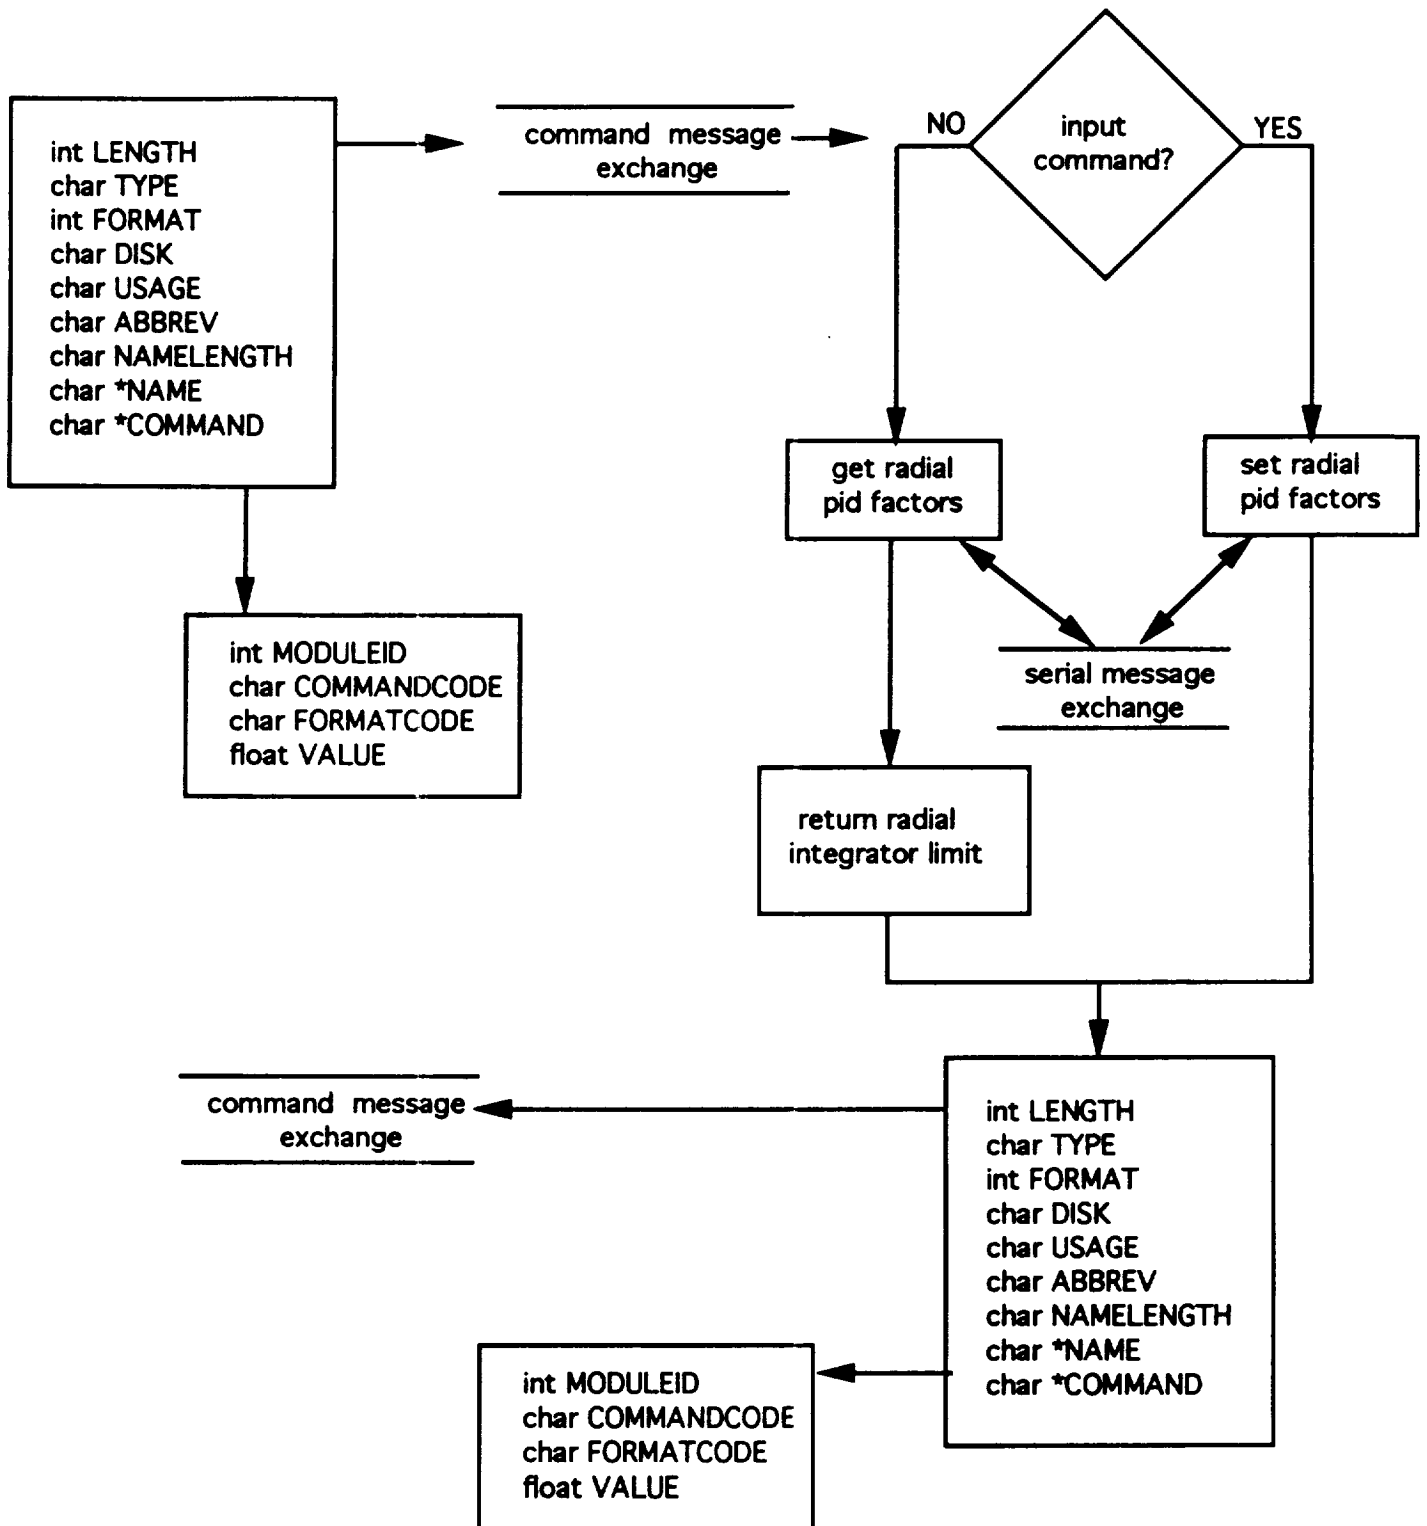 int LENGTH
char TYPE
int FORMAT
char DISK
char USAGE
char ABBREV
char NAMELENGTH
char *NAME
char *COMMAND
command message
exchange
NO
input
command?
YES
get radial
pid factors
set radial
pid factors
int MODULEID
char COMMANDCODE
char FORMATCODE
float VALUE
serial message
exchange
return radial
integrator limit
command message
exchange
int LENGTH
char TYPE
int FORMAT
char DISK
char USAGE
char ABBREV
char NAMELENGTH
char *NAME
char *COMMAND
int MODULEID
char COMMANDCODE
char FORMATCODE
float VALUE